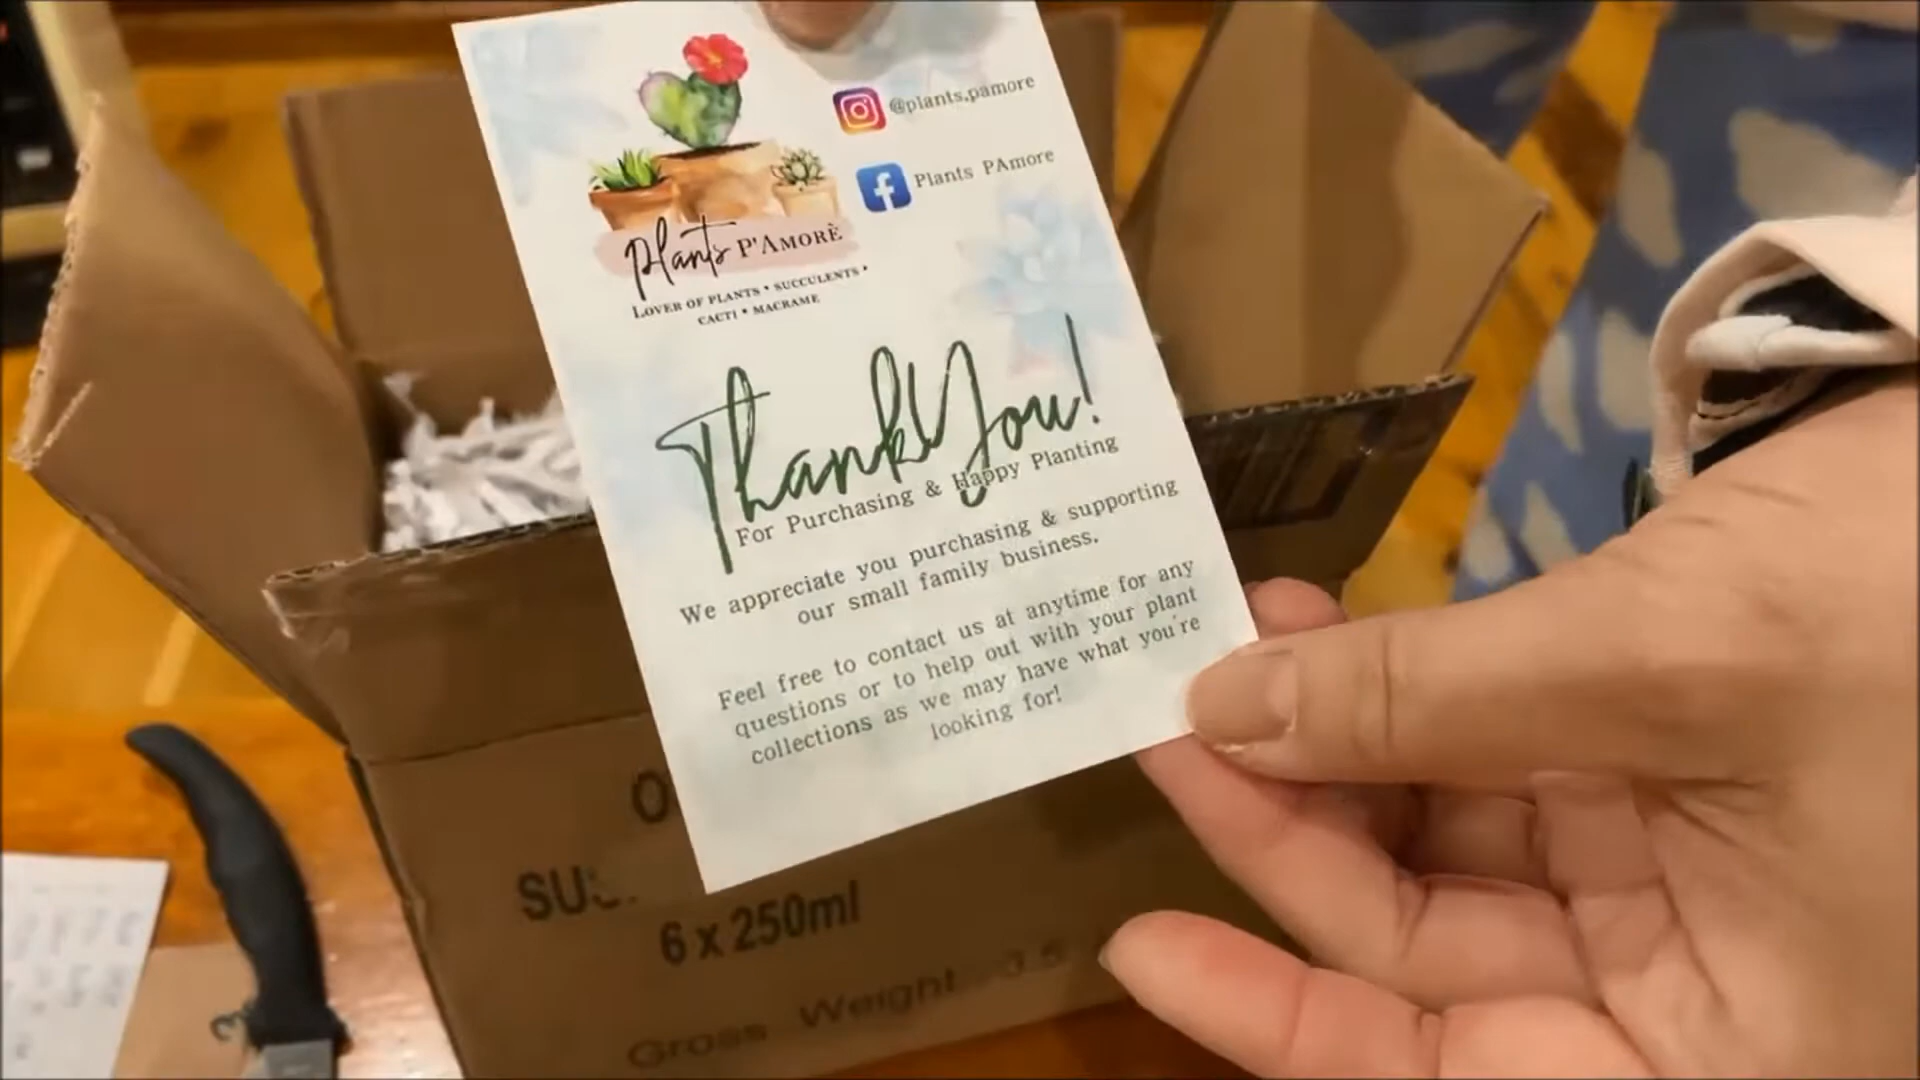 @plants.pamore
Plants PAmore
Plants P'AMORÈ
LOVER OF PLANTS • SUCCULENTS •
CACTI • MACRAME
Thank You!
For Purchasing & Happy Planting
We appreciate you purchasing & supporting
our small family business.
Feel free to contact us at anytime for any
questions or to help out with your plant
collections as we may have what you're
looking for!
6 x 250ml
Gross Weight 3.5